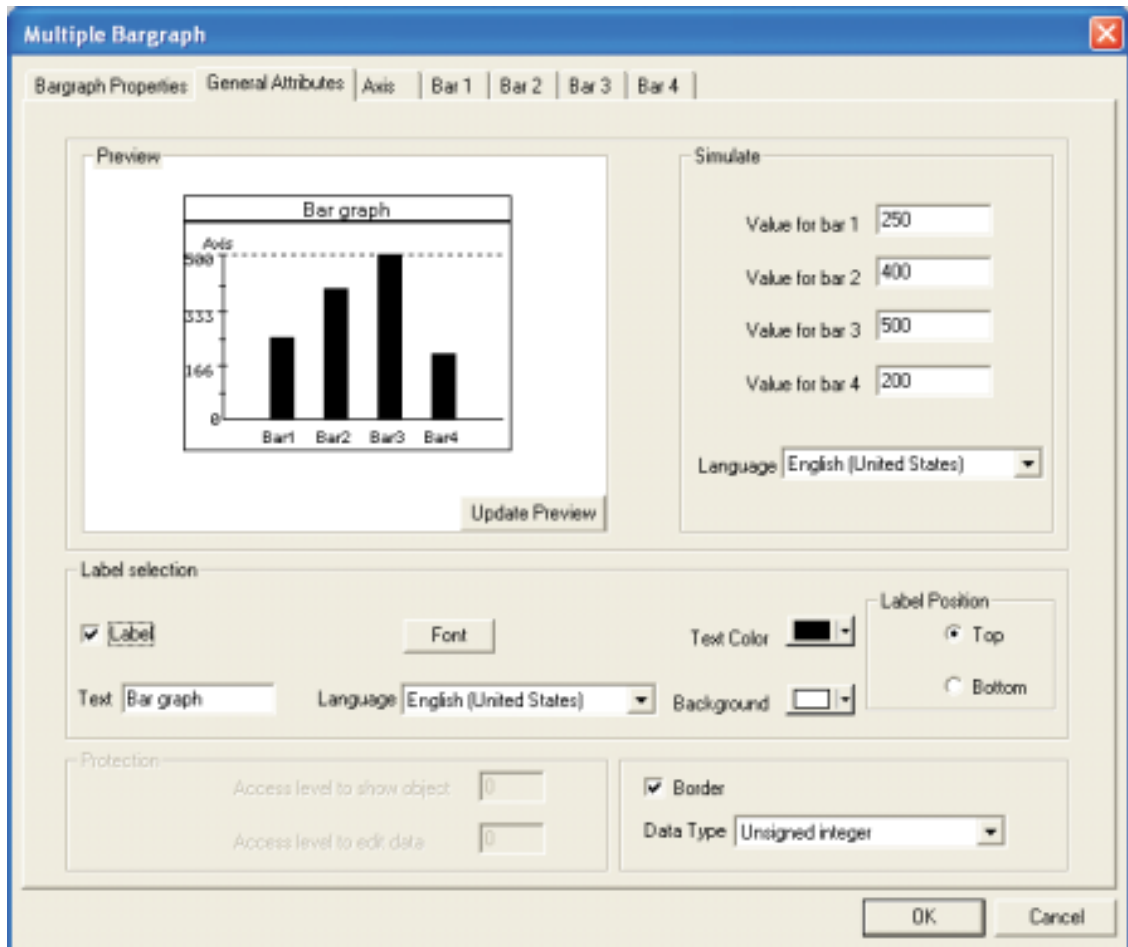 Multiple Bargraph
Bargraph Properties General Attributes Axis Bar 1 Bar 2 Bar 3 Bar 4
Preview
Bar graph
Axis
500
333
166
0
Bar1 Bar2 Bar3 Bar4
Update Preview
Simulate
Value for bar 1 250
Value for bar 2 400
Value for bar 3 500
Value for bar 4 200
Language English (United States)
Label selection
Label Font Text Color
Text Bar graph Language English (United States) Background
Label Position
Top
Bottom
Protection
Access level to show object 0
Access level to edit data 0
Border
Data Type Unsigned integer
OK Cancel